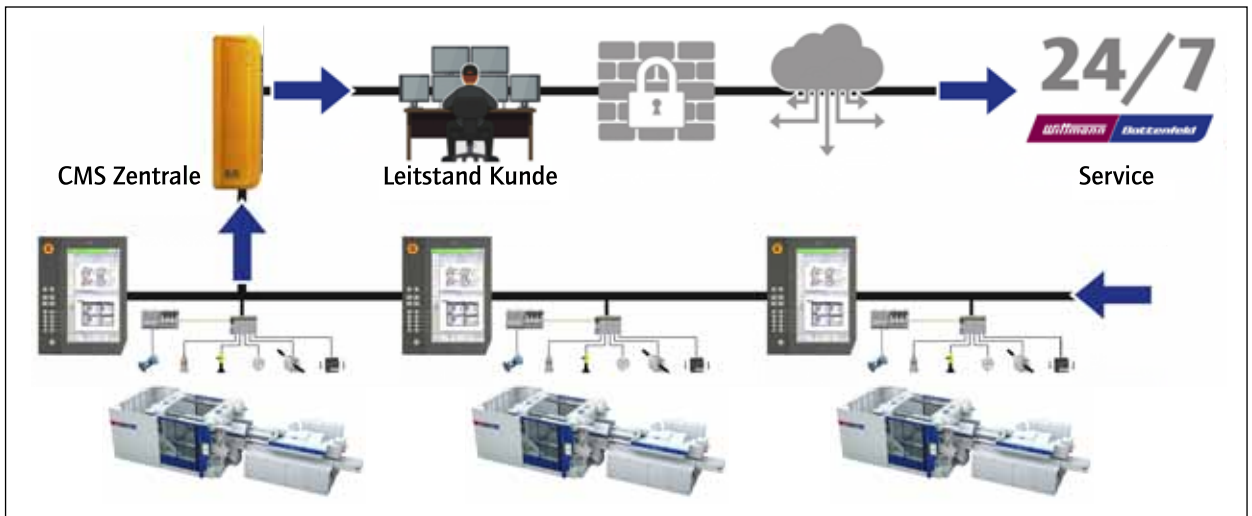 24/7
Wittmann Battenfeld
CMS Zentrale
Leitstand Kunde
Service